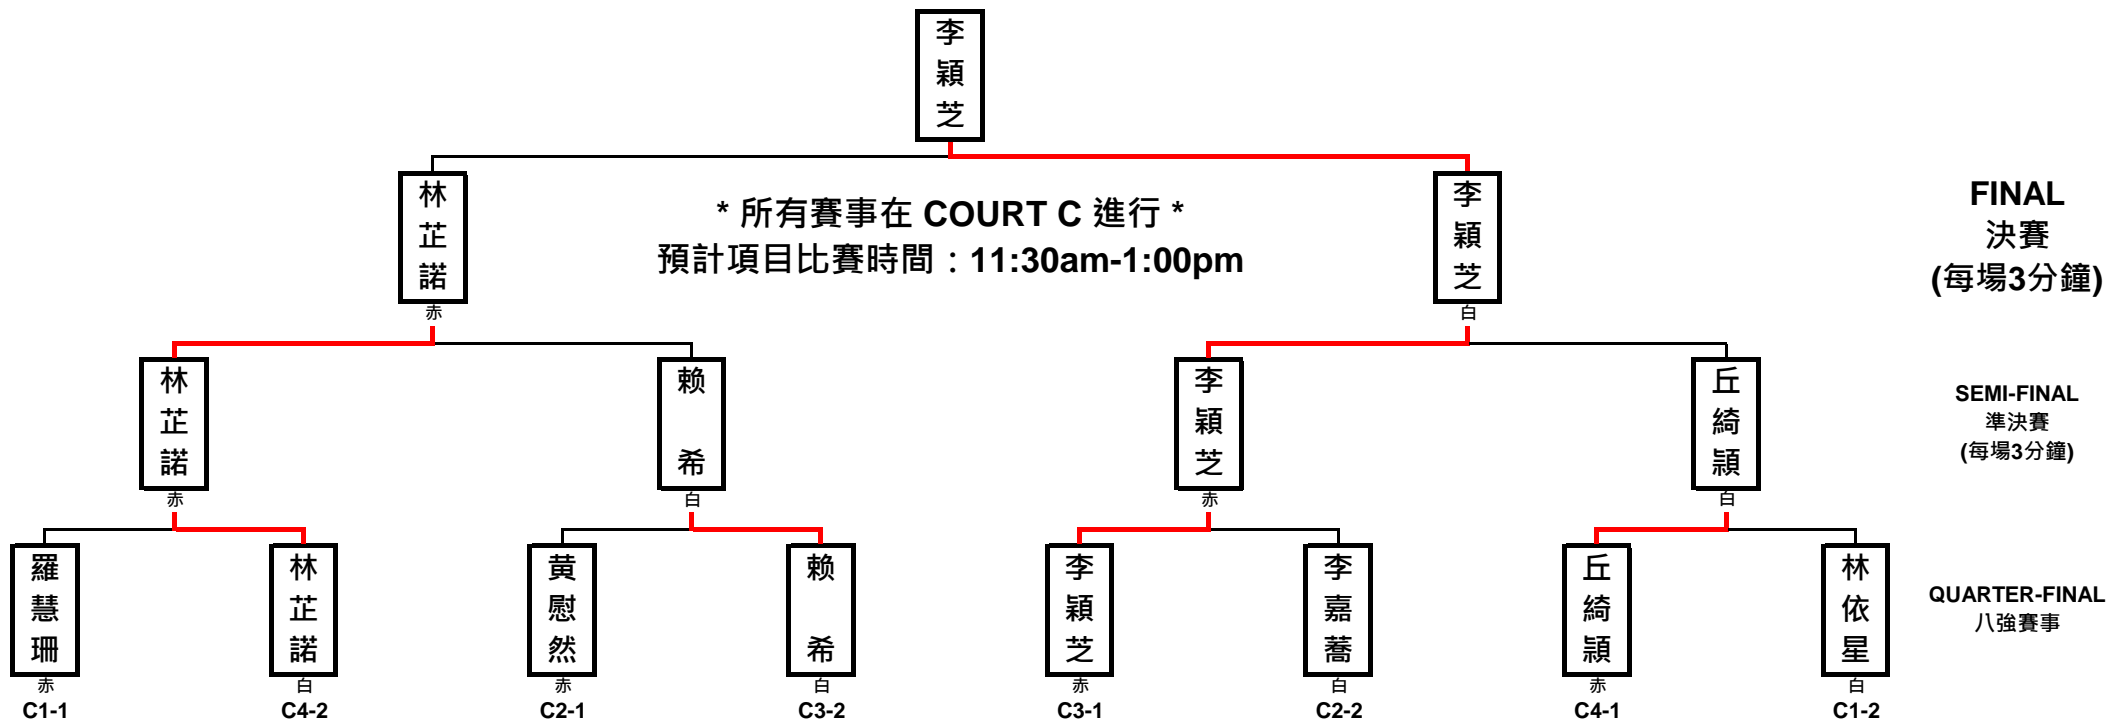 李穎芝
林芷諾
* 所有賽事在 COURT C 進行 *
預計項目比賽時間：11:30am-1:00pm
李穎芝
FINAL
決賽
(每場3分鐘)
赤
白
林芷諾
赖希
李穎芝
丘綺顈
SEMI-FINAL
準決賽
(每場3分鐘)
赤
白
赤
白
羅慧珊
林芷諾
黄慰然
赖希
李穎芝
李嘉蕎
丘綺顈
林依星
QUARTER-FINAL
八強賽事
赤
白
赤
白
赤
白
赤
白
C1-1
C4-2
C2-1
C3-2
C3-1
C2-2
C4-1
C1-2